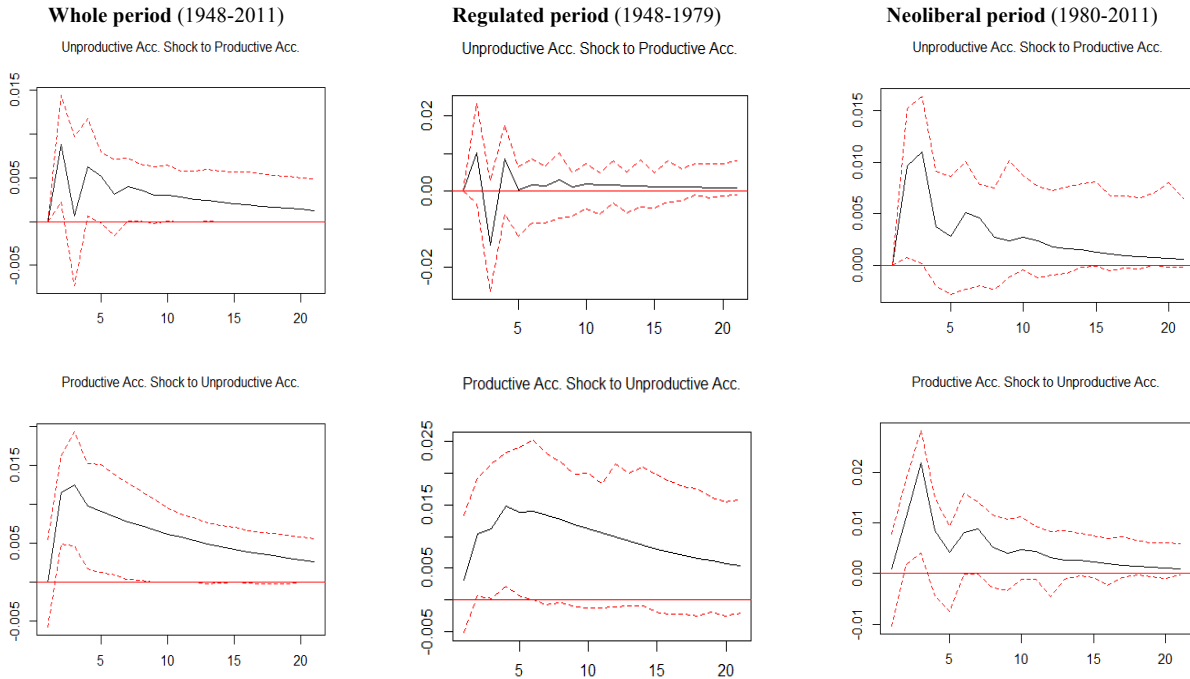 Whole period (1948-2011)
Regulated period (1948-1979)
Neoliberal period (1980-2011)
Unproductive Acc. Shock to Productive Acc.
Unproductive Acc. Shock to Productive Acc.
Unproductive Acc. Shock to Productive Acc.
0.015
0.005
-0.005
5 10 15 20
0.02
0.00
-0.02
5 10 15 20
0.015
0.010
0.005
0.000
5 10 15 20
Productive Acc. Shock to Unproductive Acc.
Productive Acc. Shock to Unproductive Acc.
Productive Acc. Shock to Unproductive Acc.
0.015
0.005
-0.005
5 10 15 20
0.025
0.015
0.005
-0.005
5 10 15 20
0.02
0.01
0.00
-0.01
5 10 15 20